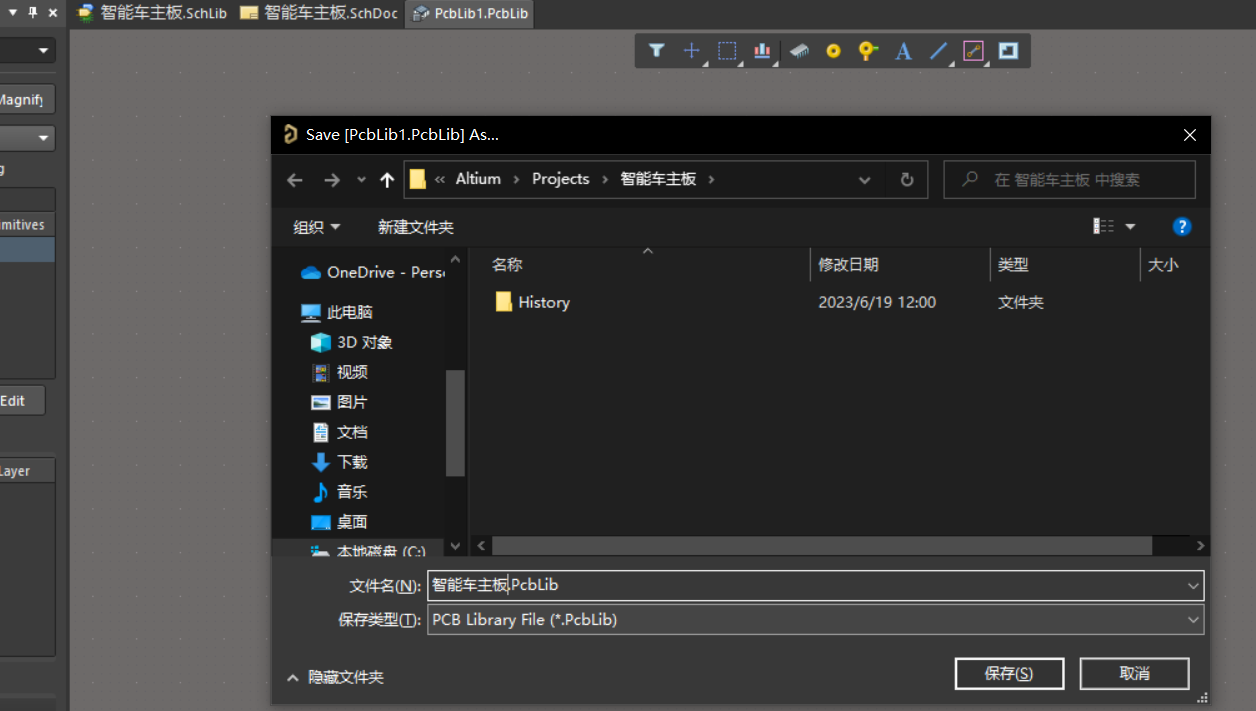 智能车主板.SchLib 智能车主板.SchDoc PcbLib1.PcbLib
Magnify
Save [PcbLib1.PcbLib] As...
« Altium › Projects › 智能车主板 ›
在 智能车主板 中搜索
组织 新建文件夹
imitives
名称 修改日期 类型 大小
OneDrive - Perso
History 2023/6/19 12:00 文件夹
此电脑
3D 对象
视频
图片
Edit
文档
下载
Layer
音乐
桌面
本地磁盘 (C:)
文件名(N): 智能车主板.PcbLib
保存类型(T): PCB Library File (*.PcbLib)
隐藏文件夹
保存(S) 取消